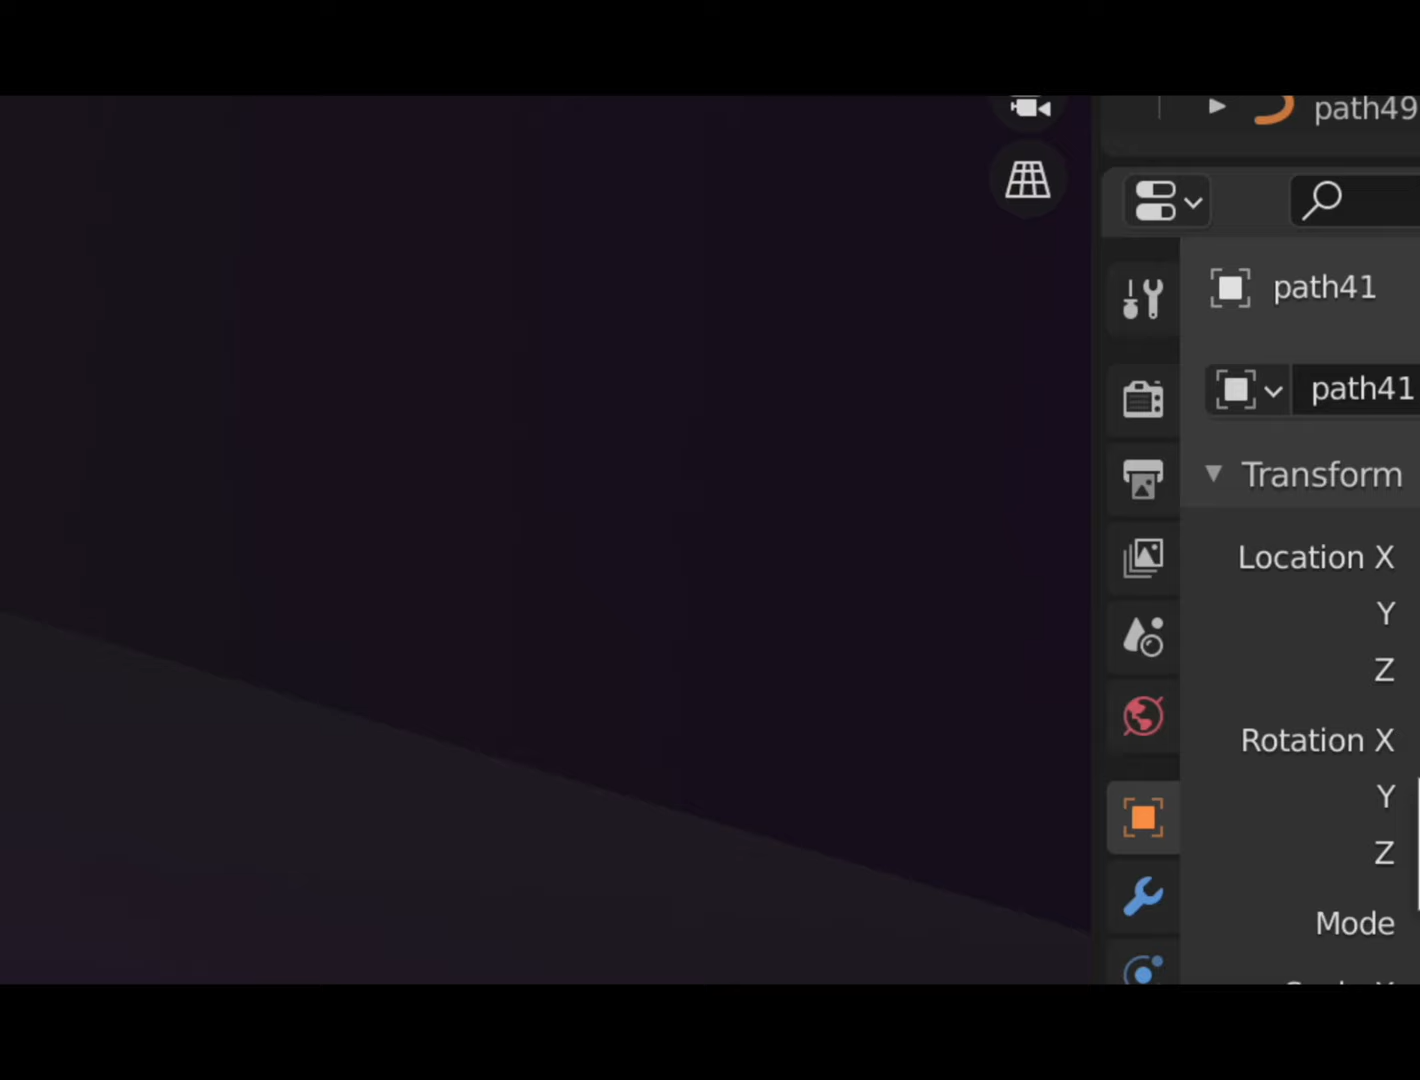 path49
path41
path41
Transform
Location X
Y
Z
Rotation X
Y
Z
Mode